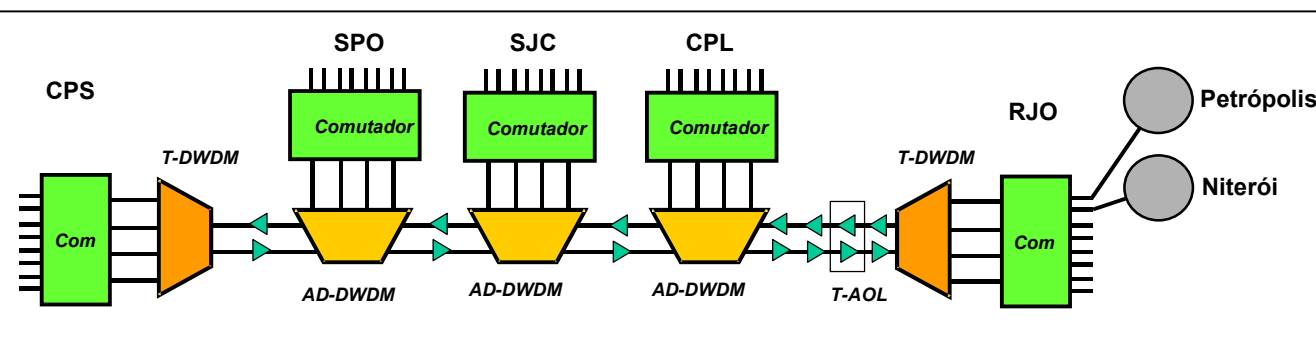 SPO
SJC
CPL
CPS
RJO
Petrópolis
Niterói
T-DWDM
Comutador
Comutador
Comutador
T-DWDM
Com
Com
AD-DWDM
AD-DWDM
AD-DWDM
T-AOL